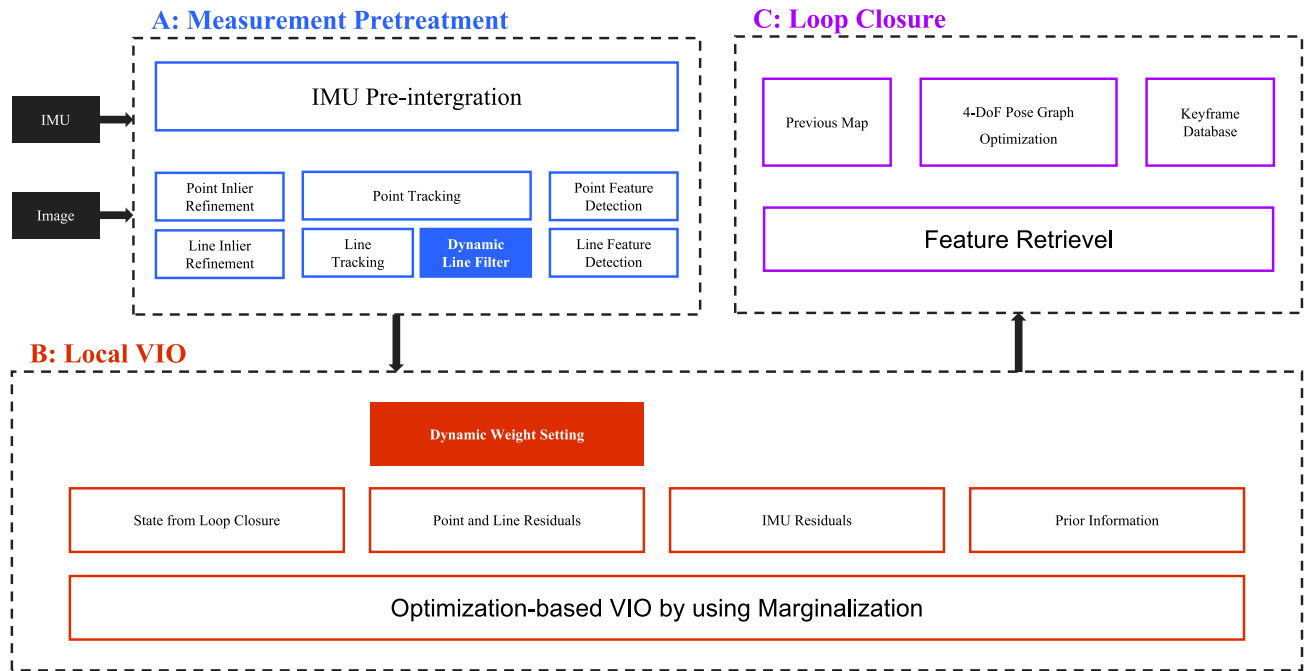 A: Measurement Pretreatment
IMU
Image
IMU Pre-intergration
Point Inlier
Refinement
Point Tracking
Point Feature
Detection
Line Inlier
Refinement
Line
Tracking
Dynamic
Line Filter
Line Feature
Detection
C: Loop Closure
Previous Map
4-DoF Pose Graph
Optimization
Keyframe
Database
Feature Retrievel
B: Local VIO
Dynamic Weight Setting
State from Loop Closure
Point and Line Residuals
IMU Residuals
Prior Information
Optimization-based VIO by using Marginalization